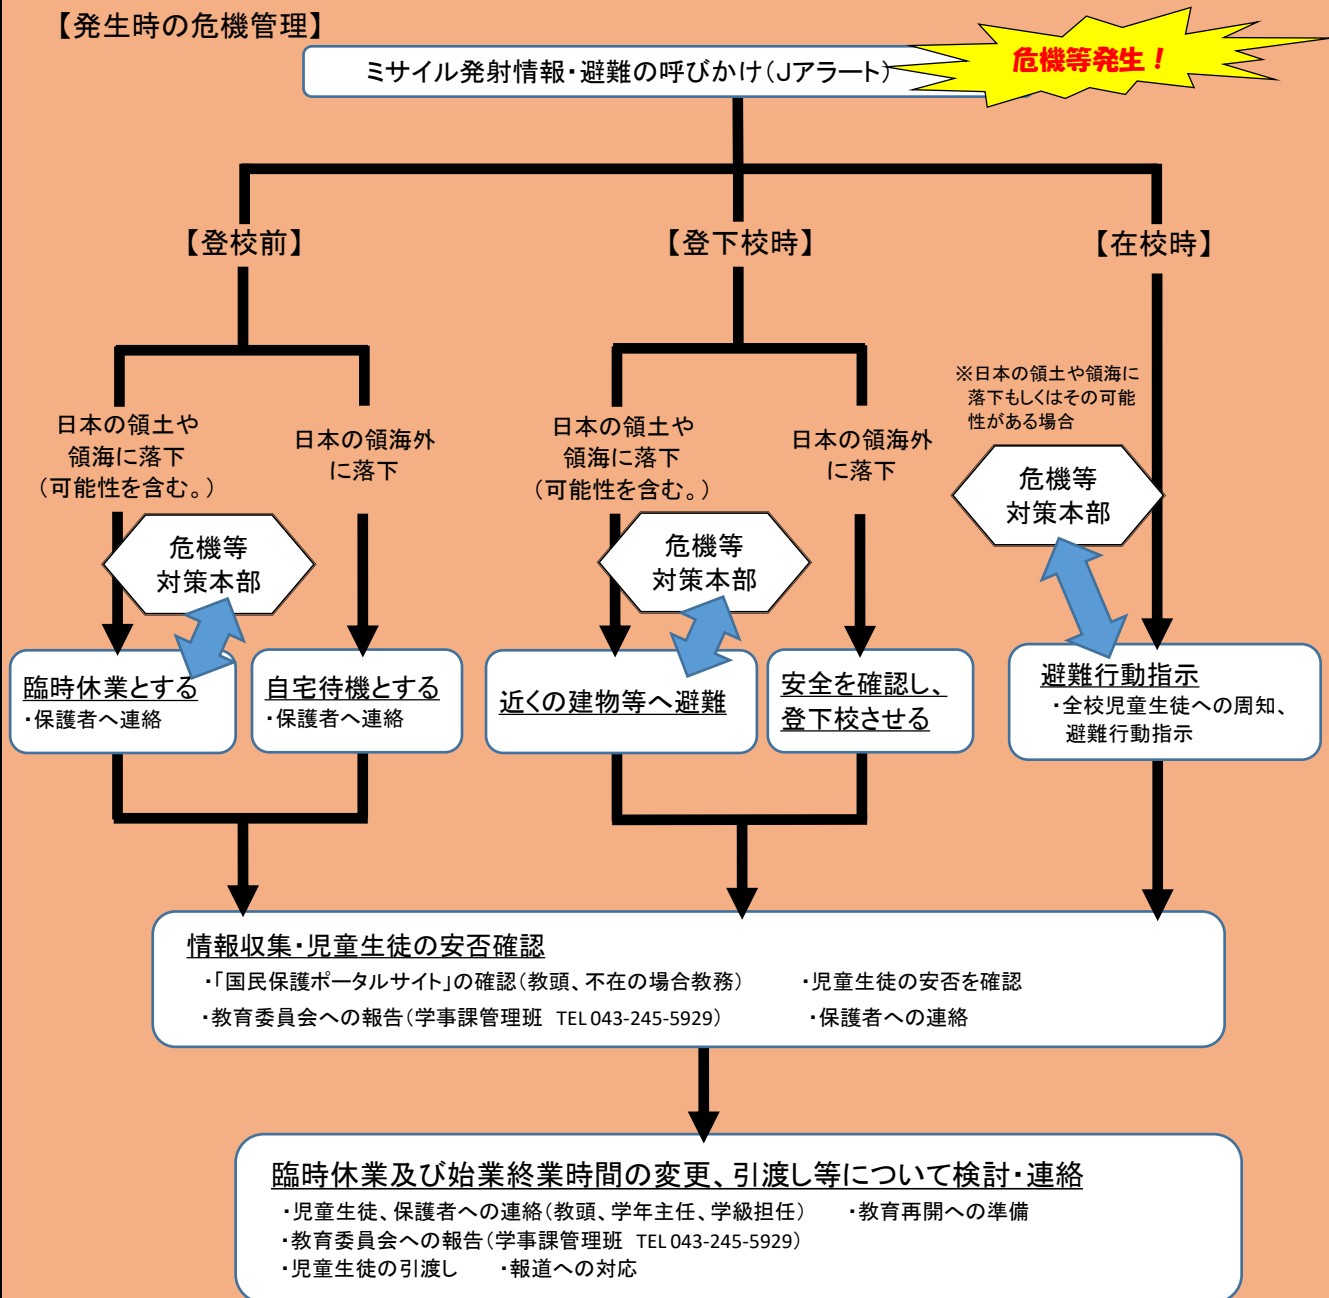 【発生時の危機管理】
危機等発生！
ミサイル発射情報・避難の呼びかけ（Jアラート）
【登校前】
【登下校時】
【在校時】
日本の領土や
領海に落下
（可能性を含む。）
日本の領海外
に落下
日本の領土や
領海に落下
（可能性を含む。）
日本の領海外
に落下
※日本の領土や領海に
落下もしくはその可能
性がある場合
危機等
対策本部
危機等
対策本部
危機等
対策本部
臨時休業とする
・保護者へ連絡
自宅待機とする
・保護者へ連絡
近くの建物等へ避難
安全を確認し、
登下校させる
避難行動指示
・全校児童生徒への周知、
避難行動指示
情報収集・児童生徒の安否確認
・「国民保護ポータルサイト」の確認（教頭、不在の場合教務）　・児童生徒の安否を確認
・教育委員会への報告（学事課管理班 TEL 043-245-5929）　・保護者への連絡
臨時休業及び始業終業時間の変更、引渡し等について検討・連絡
・児童生徒、保護者への連絡（教頭、学年主任、学級担任）　・教育再開への準備
・教育委員会への報告（学事課管理班 TEL 043-245-5929）
・児童生徒の引渡し　・報道への対応